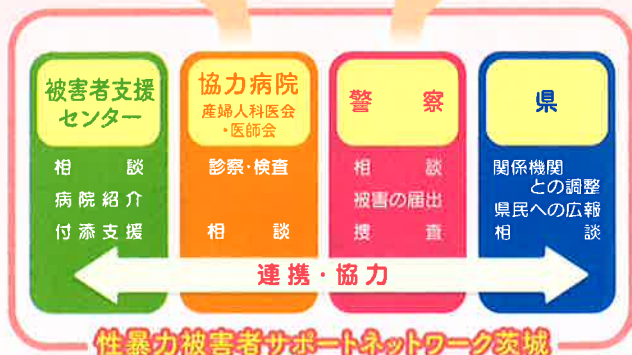 被害者支援
センター
相談
病院紹介
付添支援
協力病院
産婦人科医会
・医師会
診察・検査
相談
警察
相談
被害の届出
捜査
県
関係機関
との調整
県民への広報
相談
連携・協力
性暴力被害者サポートネットワーク茨城